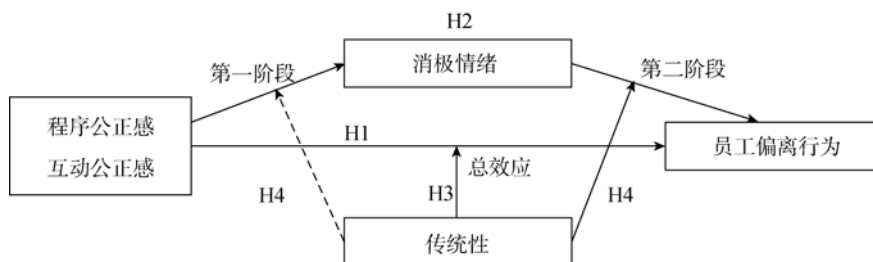 H2
消极情绪
第一阶段
第二阶段
程序公正感
互动公正感
H1
员工偏离行为
总效应
H4
H3
H4
传统性